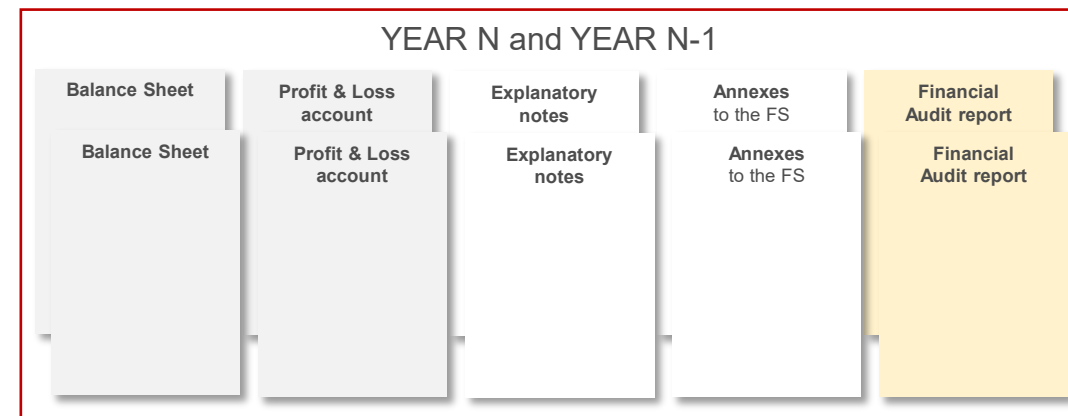 YEAR N and YEAR N-1
Balance Sheet
Profit & Loss
account
Explanatory
notes
Annexes
to the FS
Financial
Audit report
Balance Sheet
Profit & Loss
account
Explanatory
notes
Annexes
to the FS
Financial
Audit report